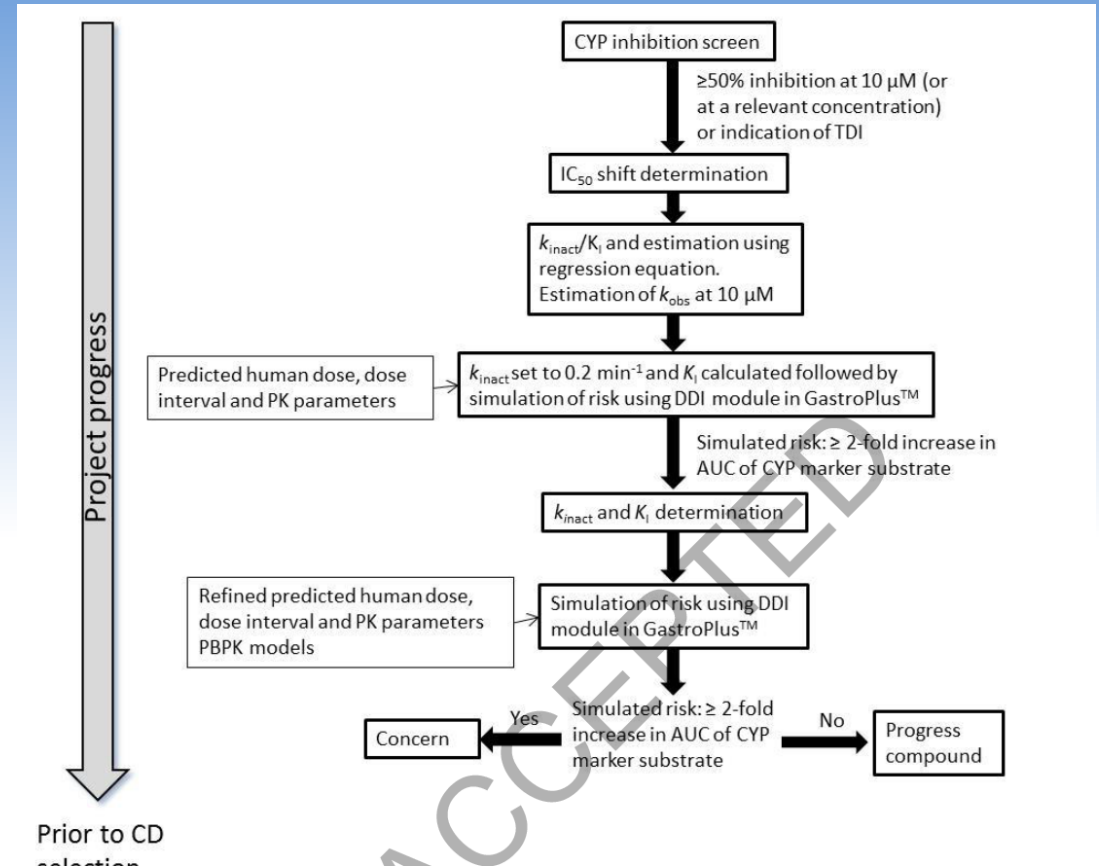 CYP inhibition screen
≥50% inhibition at 10 µM (or
at a relevant concentration)
or indication of TDI
IC₅₀ shift determination
kinact/KI and estimation using
regression equation.
Estimation of kobs at 10 µM
Project progress
Predicted human dose, dose
interval and PK parameters
kinact set to 0.2 min⁻¹ and KI calculated followed by
simulation of risk using DDI module in GastroPlus™
Simulated risk: ≥ 2-fold increase in
AUC of CYP marker substrate
kinact and KI determination
Refined predicted human dose,
dose interval and PK parameters
PBPK models
Simulation of risk using DDI
module in GastroPlus™
Simulated risk: ≥ 2-fold
increase in AUC of CYP
marker substrate
Yes
No
Concern
Progress
compound
Prior to CD
selection
ACCEPTED